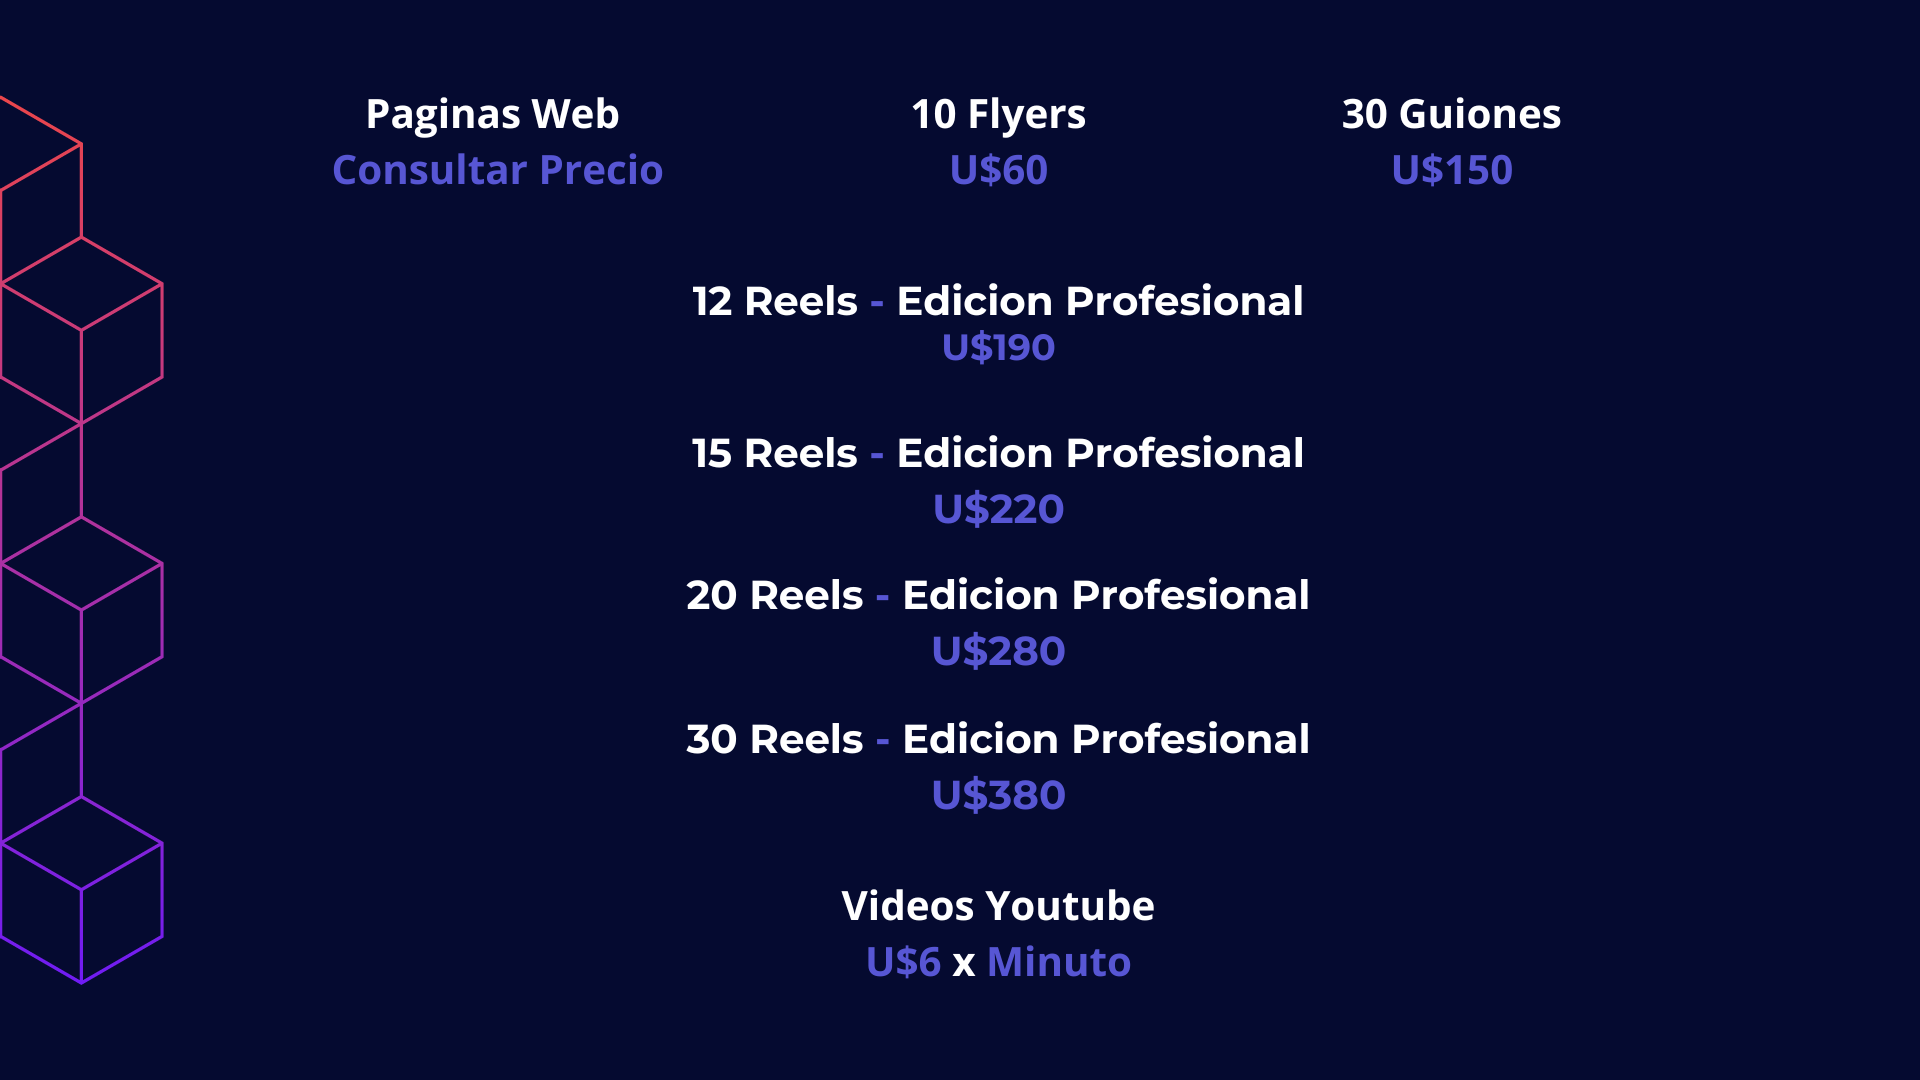 Paginas Web
Consultar Precio
10 Flyers
U$60
30 Guiones
U$150
12 Reels - Edicion Profesional
U$190
15 Reels - Edicion Profesional
U$220
20 Reels - Edicion Profesional
U$280
30 Reels - Edicion Profesional
U$380
Videos Youtube
U$6 x Minuto